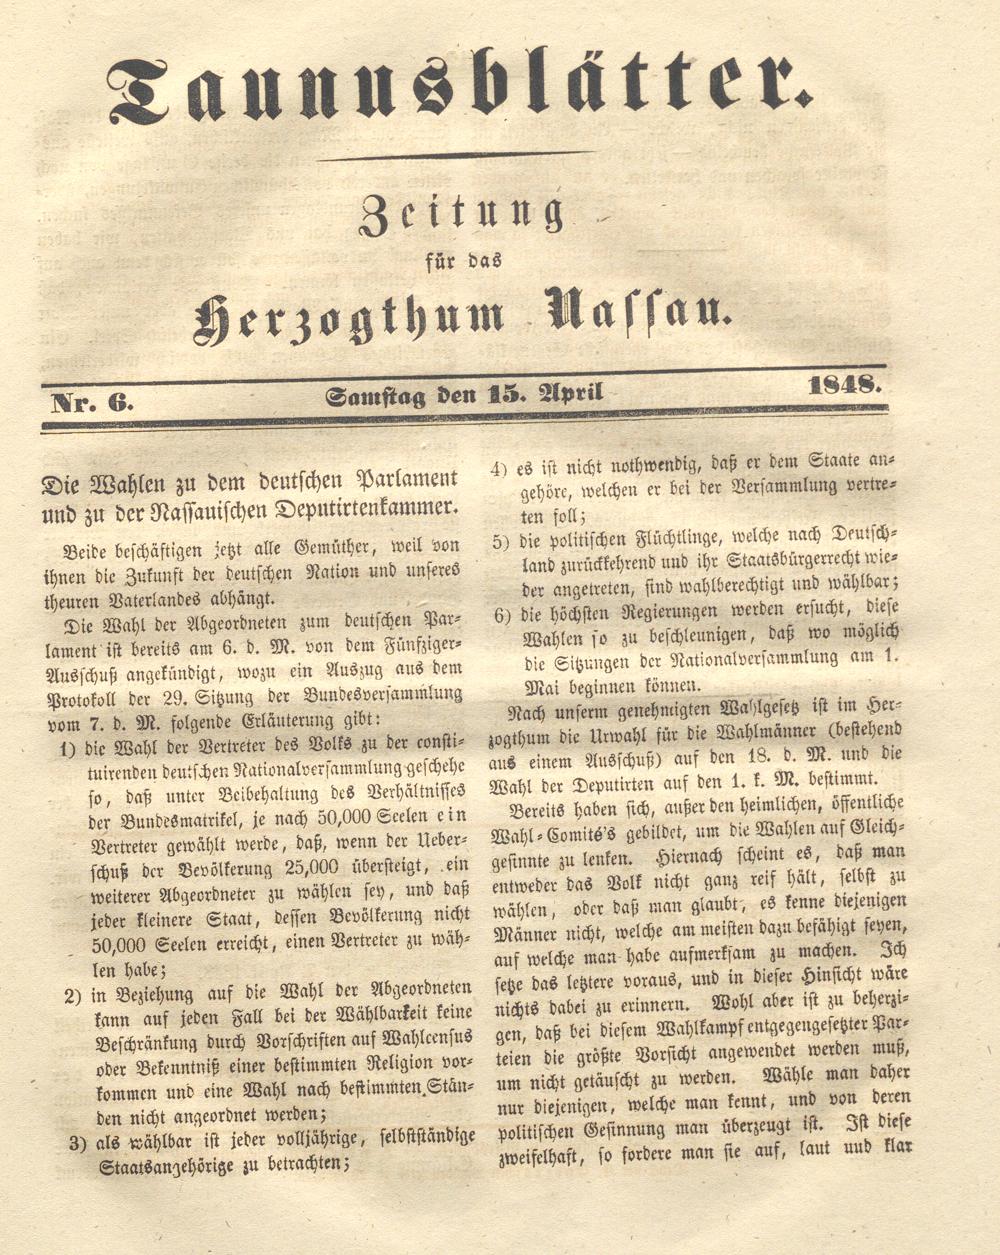 Taunusblätter.
Zeitung
für das
Herzogthum Nassau.
Nr. 6. Samstag den 15. April 1848.
Die Wahlen zu dem deutschen Parlament
und zu der Nassauischen Deputirtenkammer.
Beide beschäftigen jetzt alle Gemüther, weil von
ihnen die Zukunft der deutschen Nation und unseres
theuren Vaterlandes abhängt.
Die Wahl der Abgeordneten zum deutschen Par-
lament ist bereits am 6. d. M. von dem Fünfziger-
Ausschuß angekündigt, wozu ein Auszug aus dem
Protokoll der 29. Sitzung der Bundesversammlung
vom 7. d. M. folgende Erläuterung gibt:
1) die Wahl der Vertreter des Volks zu der consti-
tuirenden deutschen Nationalversammlung geschehe
so, daß unter Beibehaltung des Verhältnisses
der Bundesmatrikel, je nach 50,000 Seelen ein
Vertreter gewählt werde, daß, wenn der Ueber-
schuß der Bevölkerung 25,000 übersteigt, ein
weiterer Abgeordneter zu wählen sey, und daß
jeder kleinere Staat, dessen Bevölkerung nicht
50,000 Seelen erreicht, einen Vertreter zu wäh-
len habe;
2) in Beziehung auf die Wahl der Abgeordneten
kann auf jeden Fall bei der Wählbarkeit keine
Beschränkung durch Vorschriften auf Wahlcensus
oder Bekenntniß einer bestimmten Religion vor-
kommen und eine Wahl nach bestimmten Stän-
den nicht angeordnet werden;
3) als wählbar ist jeder volljährige, selbstständige
Staatsangehörige zu betrachten;
4) es ist nicht nothwendig, daß er dem Staate an-
gehöre, welchen er bei der Versammlung vertre-
ten soll;
5) die politischen Flüchtlinge, welche nach Deutsch-
land zurückkehrend und ihr Staatsbürgerrecht wie-
der angetreten, sind wahlberechtigt und wählbar;
6) die höchsten Regierungen werden ersucht, diese
Wahlen so zu beschleunigen, daß wo möglich
die Sitzungen der Nationalversammlung am 1.
Mai beginnen können.
Nach unserm genehmigten Wahlgesetz ist im Her-
zogthum die Urwahl für die Wahlmänner (bestehend
aus einem Ausschuß) auf den 18. d. M. und die
Wahl der Deputirten auf den 1. k. M. bestimmt.
Bereits haben sich, außer den heimlichen, öffentliche
Wahl-Comité's gebildet, um die Wahlen auf Gleich-
gesinnte zu lenken. Hiernach scheint es, daß man
entweder das Volk nicht ganz reif hält, selbst zu
wählen, oder daß man glaubt, es kenne diejenigen
Männer nicht, welche am meisten dazu befähigt seyen,
auf welche man habe aufmerksam zu machen. Ich
setze das letztere voraus, und in dieser Hinsicht wäre
nichts dabei zu erinnern. Wohl aber ist zu beherzi-
gen, daß bei diesem Wahlkampf entgegengesetzter Par-
teien die größte Vorsicht angewendet werden muß,
um nicht getäuscht zu werden. Wähle man daher
nur diejenigen, welche man kennt, und von deren
politischen Gesinnung man überzeugt ist. Ist diese
zweifelhaft, so fordere man sie auf, laut uud klar